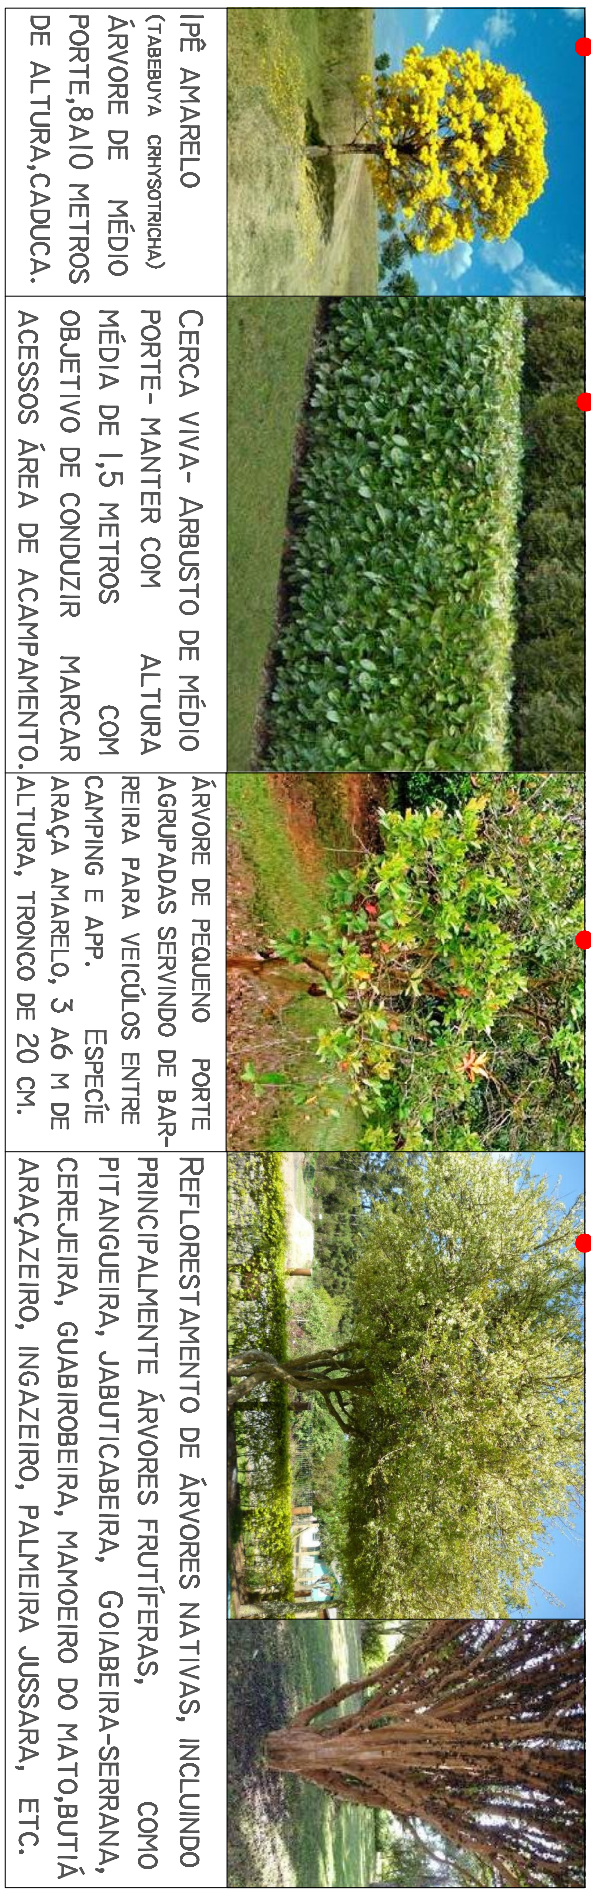 IPÊ AMARELO
(TABEBUYA CRHYSOTRICHA)
ÁRVORE DE MÉDIO
PORTE,8A10 METROS
DE ALTURA,CADUCA.
CERCA VIVA- ARBUSTO DE MÉDIO
PORTE- MANTER COM ALTURA
MÉDIA DE 1,5 METROS COM
OBJETIVO DE CONDUZIR MARCAR
ACESSOS ÁREA DE ACAMPAMENTO.
ÁRVORE DE PEQUENO PORTE
AGRUPADAS SERVINDO DE BAR-
REIRA PARA VEICÚLOS ENTRE
CAMPING E APP. ESPECÍE
ARAÇA AMARELO, 3 A6 M DE
ALTURA, TRONCO DE 20 CM.
REFLORESTAMENTO DE ÁRVORES NATIVAS, INCLUINDO
PRINCIPALMENTE ÁRVORES FRUTÍFERAS, COMO
PITANGUEIRA, JABUTICABEIRA, GOIABEIRA-SERRANA,
CEREJEIRA, GUABIROBEIRA, MAMOEIRO DO MATO,BUTIÁ
ARAÇAZEIRO, INGAZEIRO, PALMEIRA JUSSARA, ETC.